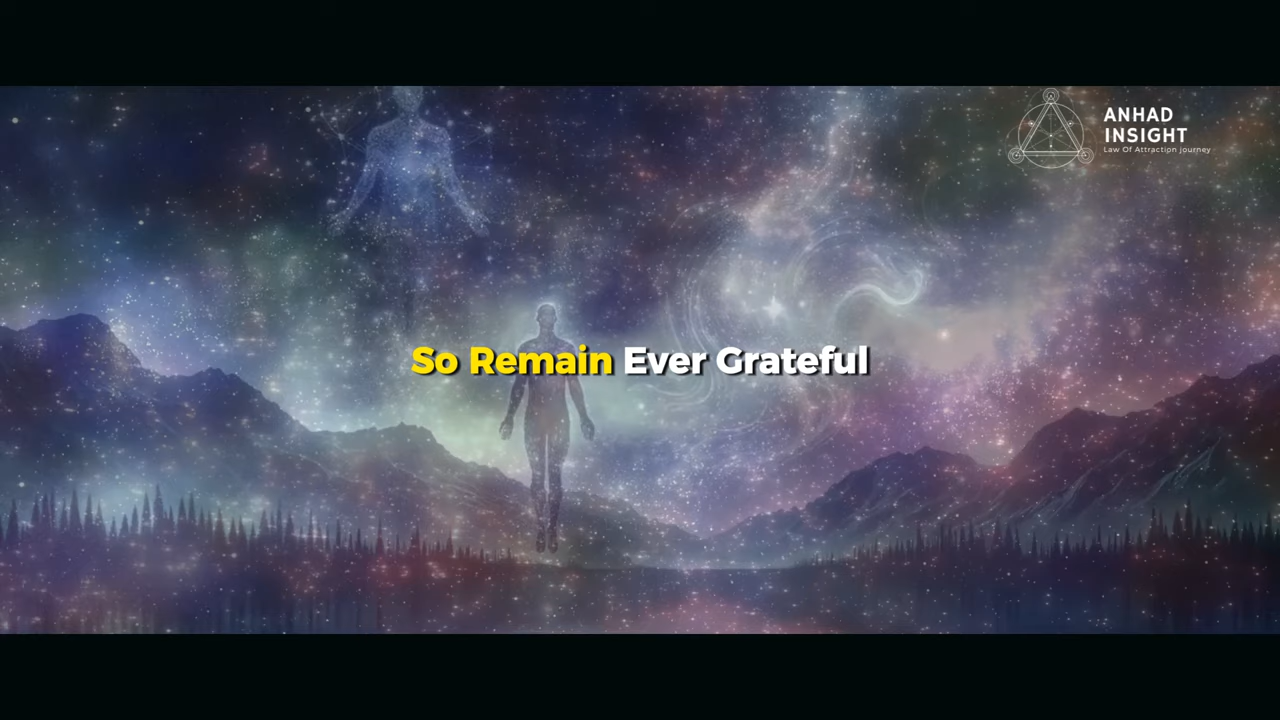 ANHAD
INSIGHT
Law Of Attraction journey
So Remain Ever Grateful